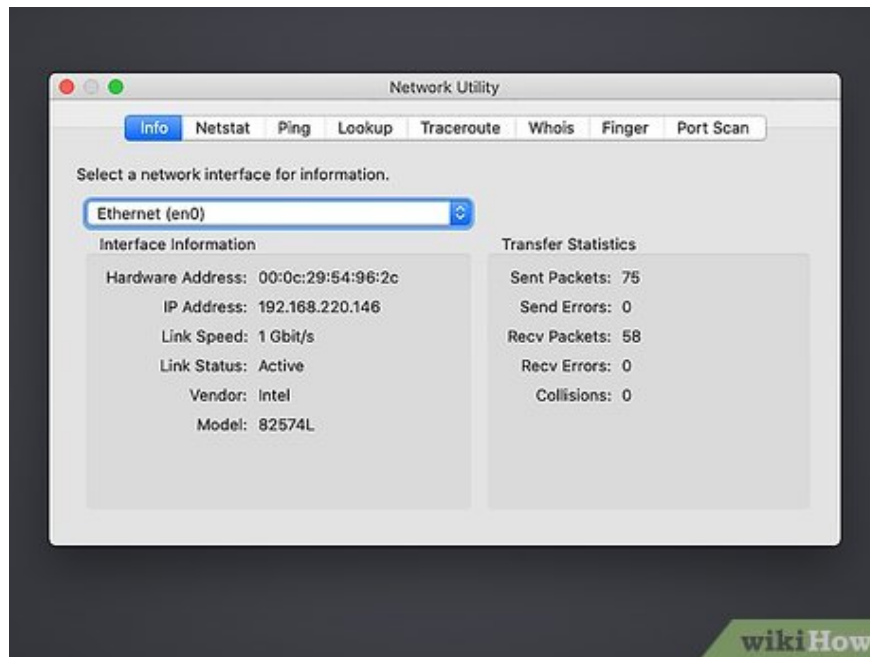 Network Utility
Info Netstat Ping Lookup Traceroute Whois Finger Port Scan
Select a network interface for information.
Ethernet (en0)
Interface Information
Hardware Address: 00:0c:29:54:96:2c
IP Address: 192.168.220.146
Link Speed: 1 Gbit/s
Link Status: Active
Vendor: Intel
Model: 82574L
Transfer Statistics
Sent Packets: 75
Send Errors: 0
Recv Packets: 58
Recv Errors: 0
Collisions: 0
wikiHow